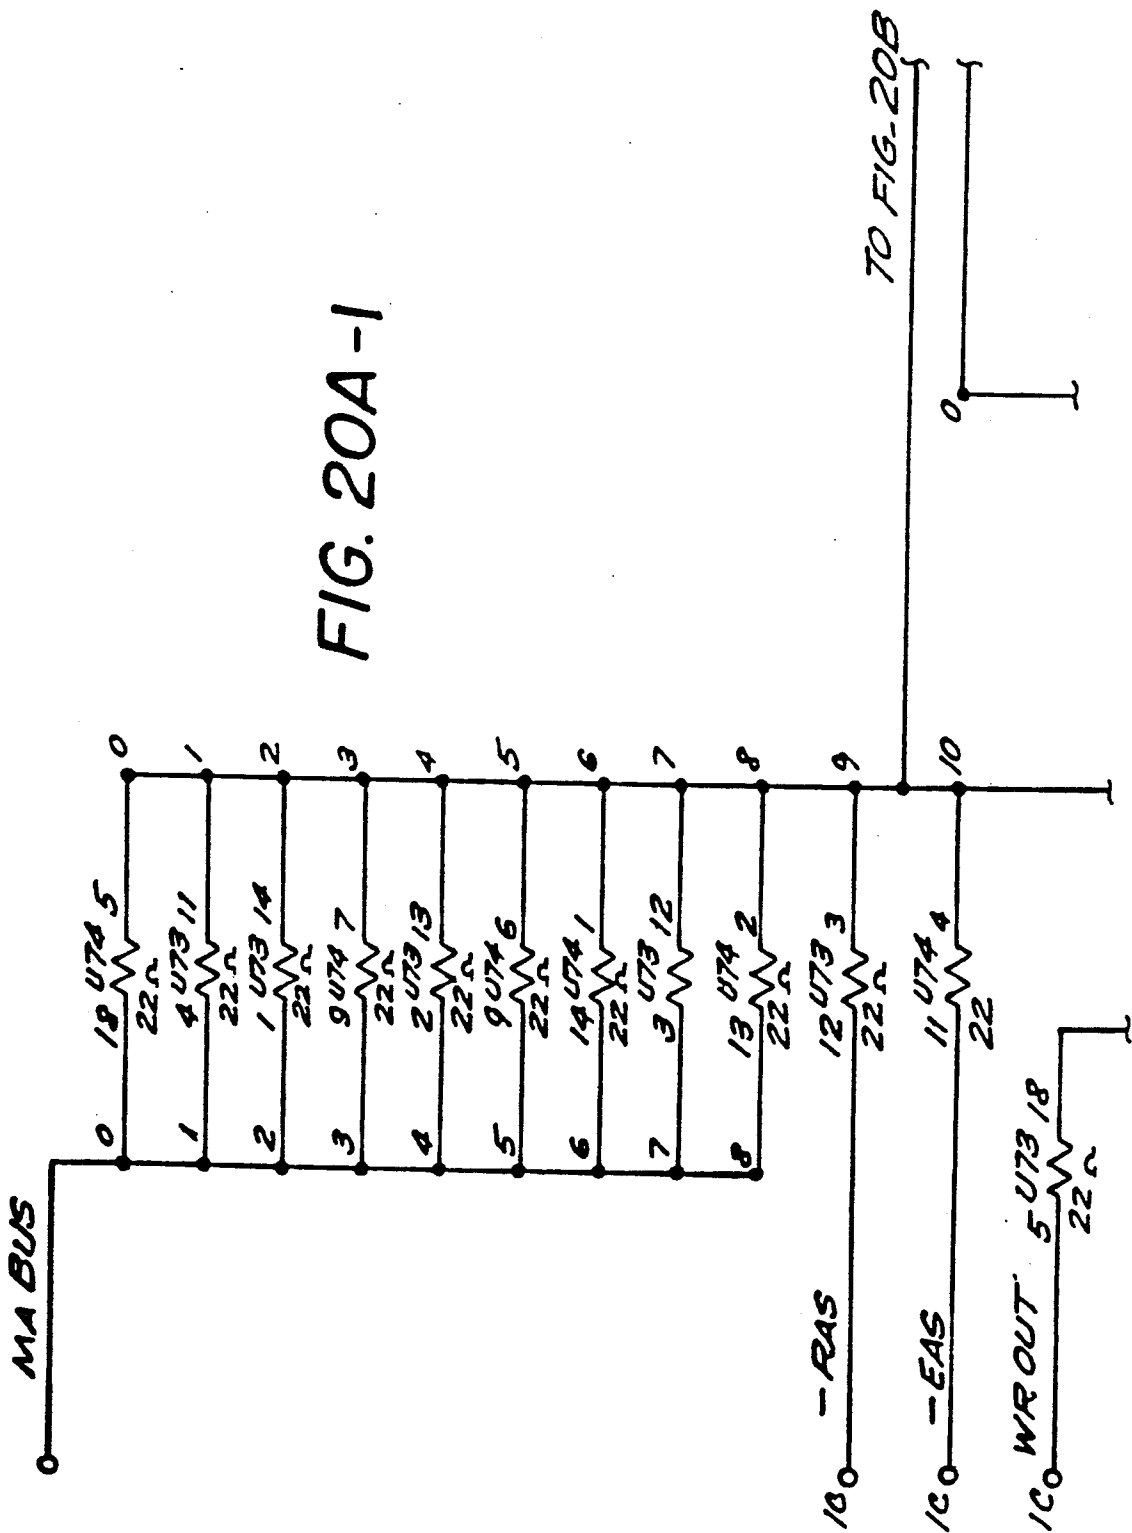 MA BUS
0 18 U74 5 0
22Ω
1 4 U73 11 1
22Ω
2 1 U73 14 2
22Ω
3 9 U74 7 3
22Ω
4 2 U73 13 4
22Ω
5 9 U74 6 5
22Ω
6 14 U74 1 6
22Ω
7 3 U73 12 7
8 13 U74 2 8
22Ω
-RAS 12 U73 3 9
1B 22Ω
TO FIG. 20B
-EAS 11 U74 4 10
1C 22
0
WR OUT 5 U73 18
1C 22Ω
FIG. 20A-1